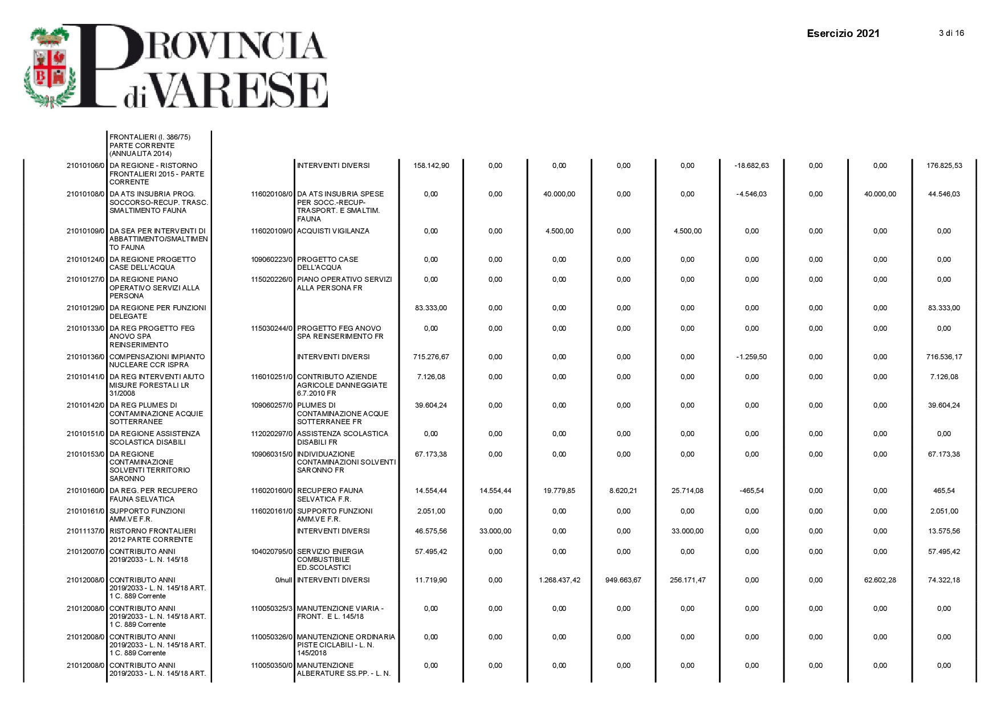 PROVINCIA
di VARESE
B
Esercizio 2021
3 di 16
FRONTALIERI (l. 386/75)
PARTE CORRENTE
(ANNUALITA 2014)
21010106/0 DA REGIONE - RISTORNO INTERVENTI DIVERSI 158.142,90 0,00 0,00 0,00 0,00 -18.682,63 0,00 0,00 176.825,53
FRONTALIERI 2015 - PARTE
CORRENTE
21010108/0 DA ATS INSUBRIA PROG. 116020108/0 DA ATS INSUBRIA SPESE 0,00 0,00 40.000,00 0,00 0,00 -4.546,03 0,00 40.000,00 44.546,03
SOCCORSO-RECUP. TRASC. PER SOCC.-RECUP-
SMALTIMENTO FAUNA TRASPORT. E SMALTIM.
FAUNA
21010109/0 DA SEA PER INTERVENTI DI 116020109/0 ACQUISTI VIGILANZA 0,00 0,00 4.500,00 0,00 4.500,00 0,00 0,00 0,00 0,00
ABBATTIMENTO/SMALTIMEN
TO FAUNA
21010124/0 DA REGIONE PROGETTO 109060223/0 PROGETTO CASE 0,00 0,00 0,00 0,00 0,00 0,00 0,00 0,00 0,00
CASE DELL'ACQUA DELL'ACQUA
21010127/0 DA REGIONE PIANO 115020226/0 PIANO OPERATIVO SERVIZI 0,00 0,00 0,00 0,00 0,00 0,00 0,00 0,00 0,00
OPERATIVO SERVIZI ALLA ALLA PERSONA FR
PERSONA
21010129/0 DA REGIONE PER FUNZIONI 83.333,00 0,00 0,00 0,00 0,00 0,00 0,00 0,00 83.333,00
DELEGATE
21010133/0 DA REG PROGETTO FEG 115030244/0 PROGETTO FEG ANOVO 0,00 0,00 0,00 0,00 0,00 0,00 0,00 0,00 0,00
ANOVO SPA SPA REINSERIMENTO FR
REINSERIMENTO
21010136/0 COMPENSAZIONI IMPIANTO INTERVENTI DIVERSI 715.276,67 0,00 0,00 0,00 0,00 -1.259,50 0,00 0,00 716.536,17
NUCLEARE CCR ISPRA
21010141/0 DA REG INTERVENTI AIUTO 116010251/0 CONTRIBUTO AZIENDE 7.126,08 0,00 0,00 0,00 0,00 0,00 0,00 0,00 7.126,08
MISURE FORESTALI LR AGRICOLE DANNEGGIATE
31/2008 6.7.2010 FR
21010142/0 DA REG PLUMES DI 109060257/0 PLUMES DI 39.604,24 0,00 0,00 0,00 0,00 0,00 0,00 0,00 39.604,24
CONTAMINAZIONE ACQUIE CONTAMINAZIONE ACQUE
SOTTERRANEE SOTTERRANEE FR
21010151/0 DA REGIONE ASSISTENZA 112020297/0 ASSISTENZA SCOLASTICA 0,00 0,00 0,00 0,00 0,00 0,00 0,00 0,00 0,00
SCOLASTICA DISABILI DISABILI FR
21010153/0 DA REGIONE 109060315/0 INDIVIDUAZIONE 67.173,38 0,00 0,00 0,00 0,00 0,00 0,00 0,00 67.173,38
CONTAMINAZIONE CONTAMINAZIONI SOLVENTI
SOLVENTI TERRITORIO SARONNO FR
SARONNO
21010160/0 DA REG. PER RECUPERO 116020160/0 RECUPERO FAUNA 14.554,44 14.554,44 19.779,85 8.620,21 25.714,08 -465,54 0,00 0,00 465,54
FAUNA SELVATICA SELVATICA F.R.
21010161/0 SUPPORTO FUNZIONI 116020161/0 SUPPORTO FUNZIONI 2.051,00 0,00 0,00 0,00 0,00 0,00 0,00 0,00 2.051,00
AMM.VE F.R. AMM.VE F.R.
21011137/0 RISTORNO FRONTALIERI INTERVENTI DIVERSI 46.575,56 33.000,00 0,00 0,00 33.000,00 0,00 0,00 0,00 13.575,56
2012 PARTE CORRENTE
21012007/0 CONTRIBUTO ANNI 104020795/0 SERVIZIO ENERGIA 57.495,42 0,00 0,00 0,00 0,00 0,00 0,00 0,00 57.495,42
2019/2033 - L. N. 145/18 COMBUSTIBILE
ED.SCOLASTICI
21012008/0 CONTRIBUTO ANNI 0/null INTERVENTI DIVERSI 11.719,90 0,00 1.268.437,42 949.663,67 256.171,47 0,00 0,00 62.602,28 74.322,18
2019/2033 - L. N. 145/18 ART.
1 C. 889 Corrente
21012008/0 CONTRIBUTO ANNI 110050325/3 MANUTENZIONE VIARIA - 0,00 0,00 0,00 0,00 0,00 0,00 0,00 0,00 0,00
2019/2033 - L. N. 145/18 ART. FRONT. E L. 145/18
1 C. 889 Corrente
21012008/0 CONTRIBUTO ANNI 110050326/0 MANUTENZIONE ORDINARIA 0,00 0,00 0,00 0,00 0,00 0,00 0,00 0,00 0,00
2019/2033 - L. N. 145/18 ART. PISTE CICLABILI - L. N.
1 C. 889 Corrente 145/2018
21012008/0 CONTRIBUTO ANNI 110050350/0 MANUTENZIONE 0,00 0,00 0,00 0,00 0,00 0,00 0,00 0,00 0,00
2019/2033 - L. N. 145/18 ART. ALBERATURE SS.PP. - L. N.